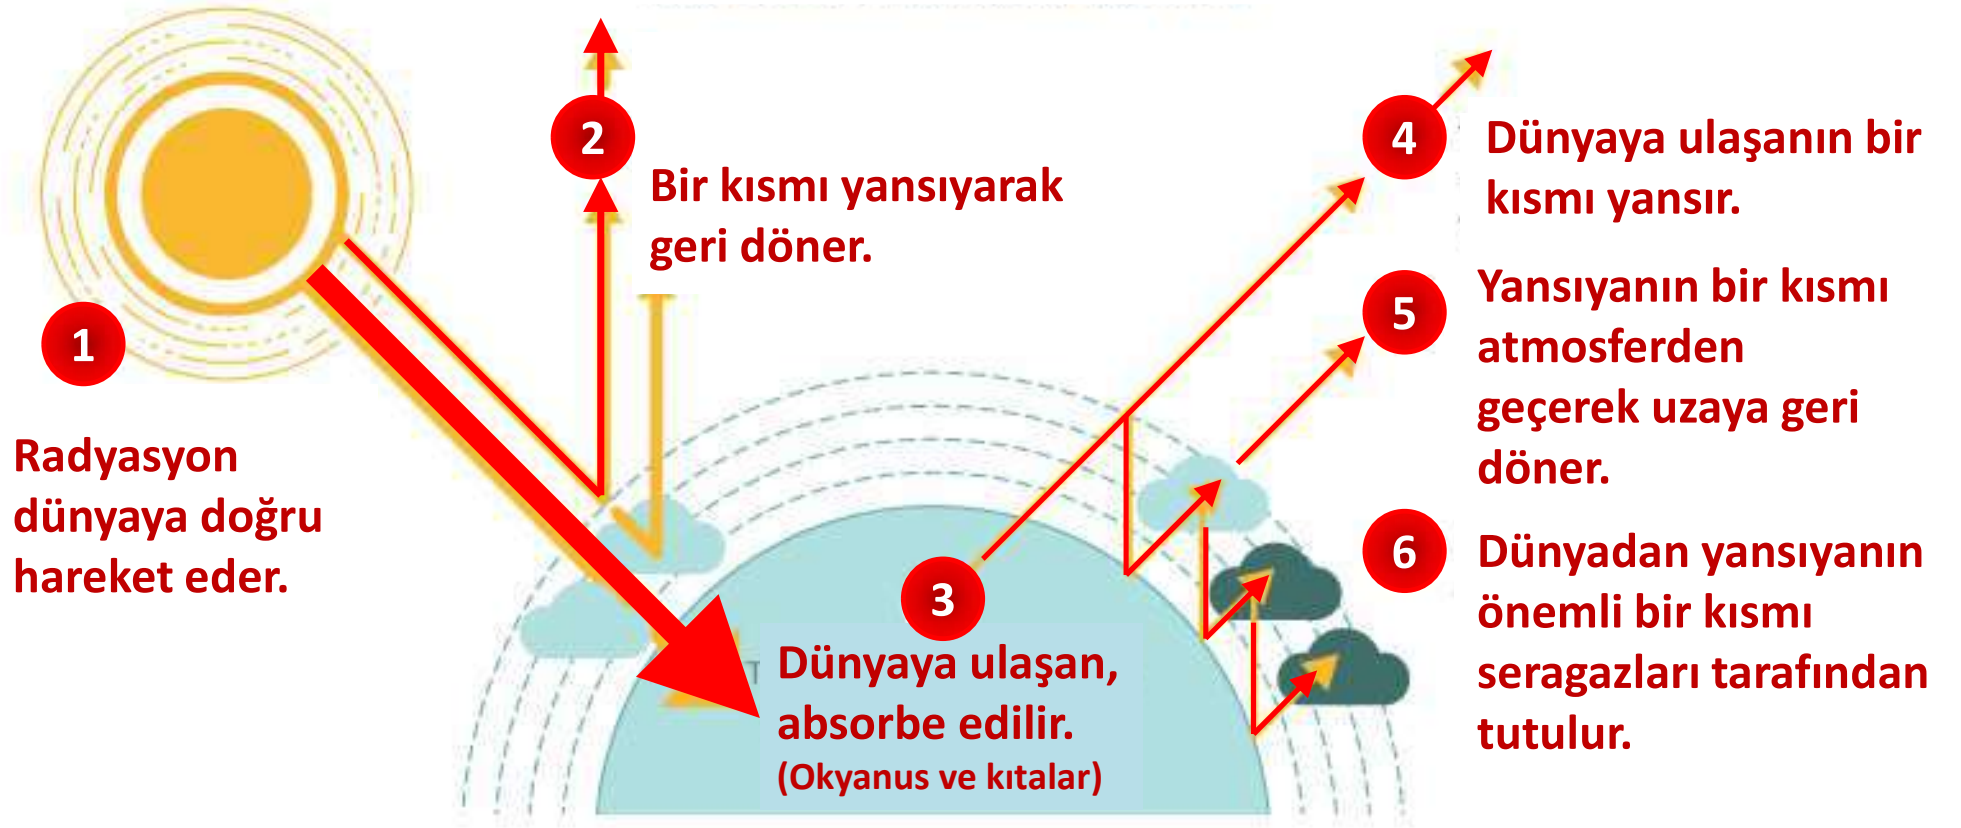 1
Radyasyon
dünyaya doğru
hareket eder.
2
Bir kısmı yansıyarak
geri döner.
3
Dünyaya ulaşan,
absorbe edilir.
(Okyanus ve kıtalar)
4
Dünyaya ulaşanın bir
kısmı yansır.
5
Yansıyanın bir kısmı
atmosferden
geçerek uzaya geri
döner.
6
Dünyadan yansıyanın
önemli bir kısmı
seragazları tarafından
tutulur.